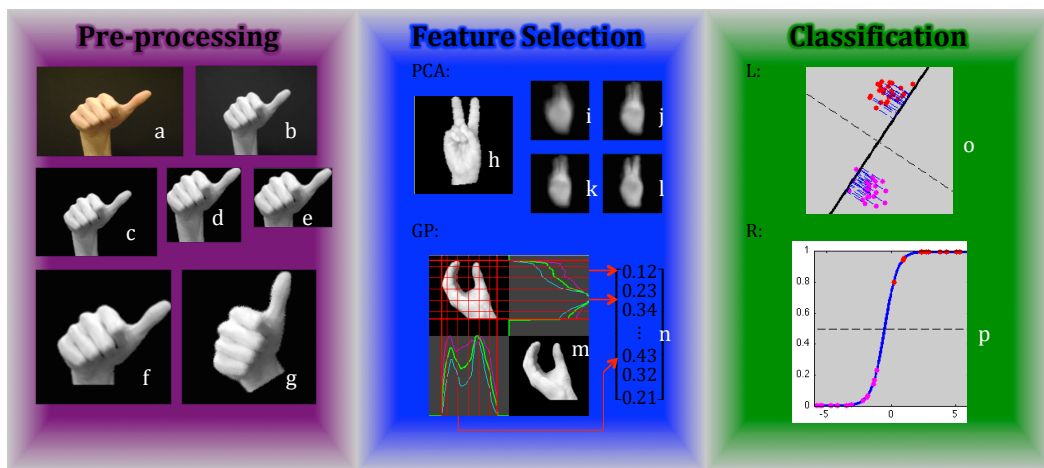 Pre-processing
a
b
c
d
e
f
g
Feature Selection
PCA:
h
i
j
k
l
GP:
m
0.12
0.23
0.34
⋮
0.43
0.32
0.21
n
Classification
L:
o
R:
1
0.8
0.6
0.4
0.2
0
-5
0
5
p